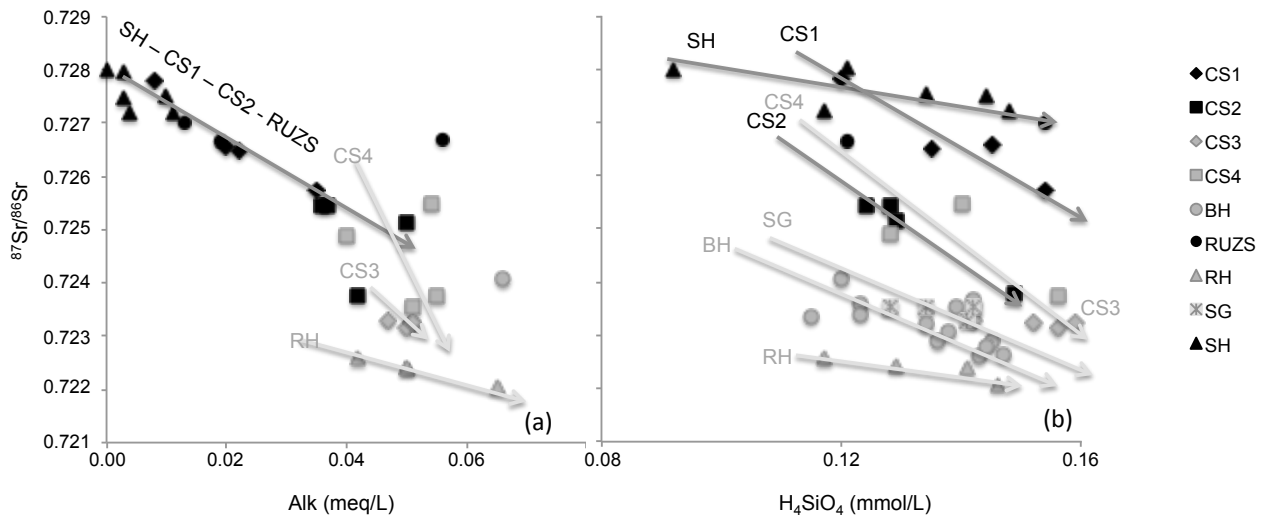 0.729
0.728
0.727
0.726
0.725
0.724
0.723
0.722
0.721
⁸⁷Sr/⁸⁶Sr
SH – CS1 – CS2 - RUZS
CS4
CS3
RH
(a)
0.00
0.02
0.04
0.06
Alk (meq/L)
SH
CS1
CS4
CS2
SG
BH
CS3
RH
(b)
0.08
0.12
0.16
H₄SiO₄ (mmol/L)
CS1
CS2
CS3
CS4
BH
RUZS
RH
SG
SH